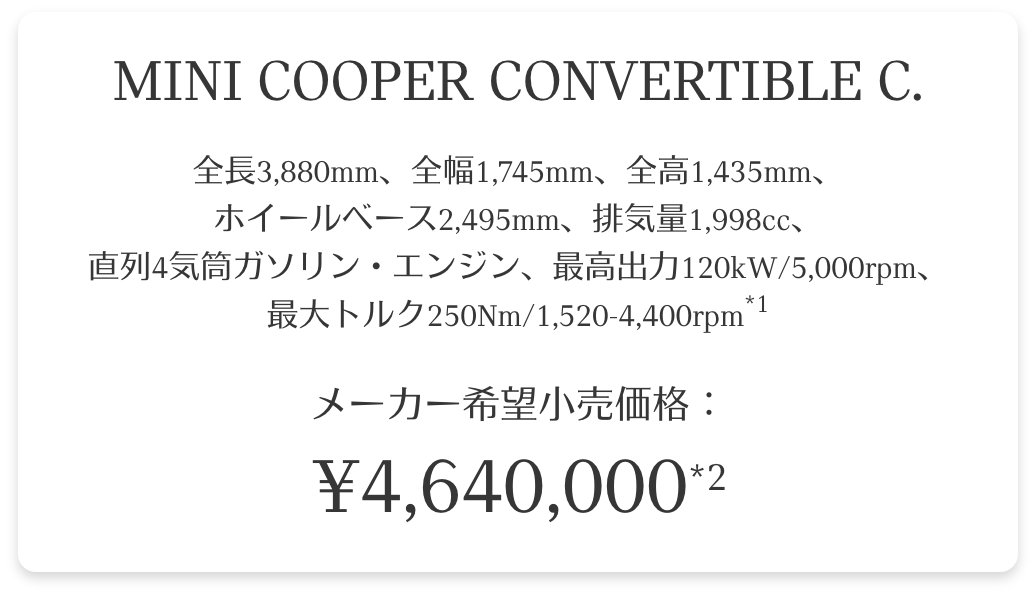 MINI COOPER CONVERTIBLE C.
全長3,880mm、全幅1,745mm、全高1,435mm、
ホイールベース2,495mm、排気量1,998cc、
直列4気筒ガソリン・エンジン、最高出力120kW/5,000rpm、
最大トルク250Nm/1,520-4,400rpm*1
メーカー希望小売価格：
¥4,640,000*2